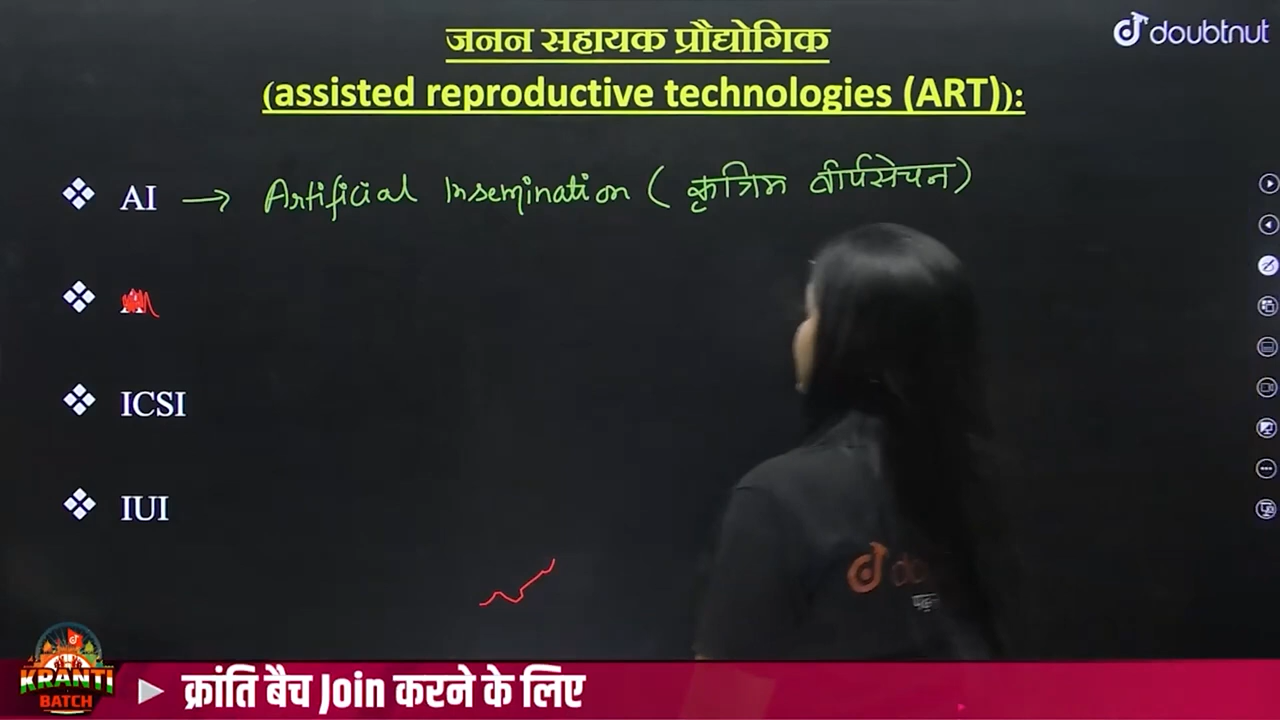 जनन सहायक प्रौद्योगिक
doubtnut
(assisted reproductive technologies (ART)):
AI → Artificial Insemination (कृत्रिम वीर्यसेचन)
ICSI
IUI
KRANTI
BATCH
क्रांति बैच Join करने के लिए